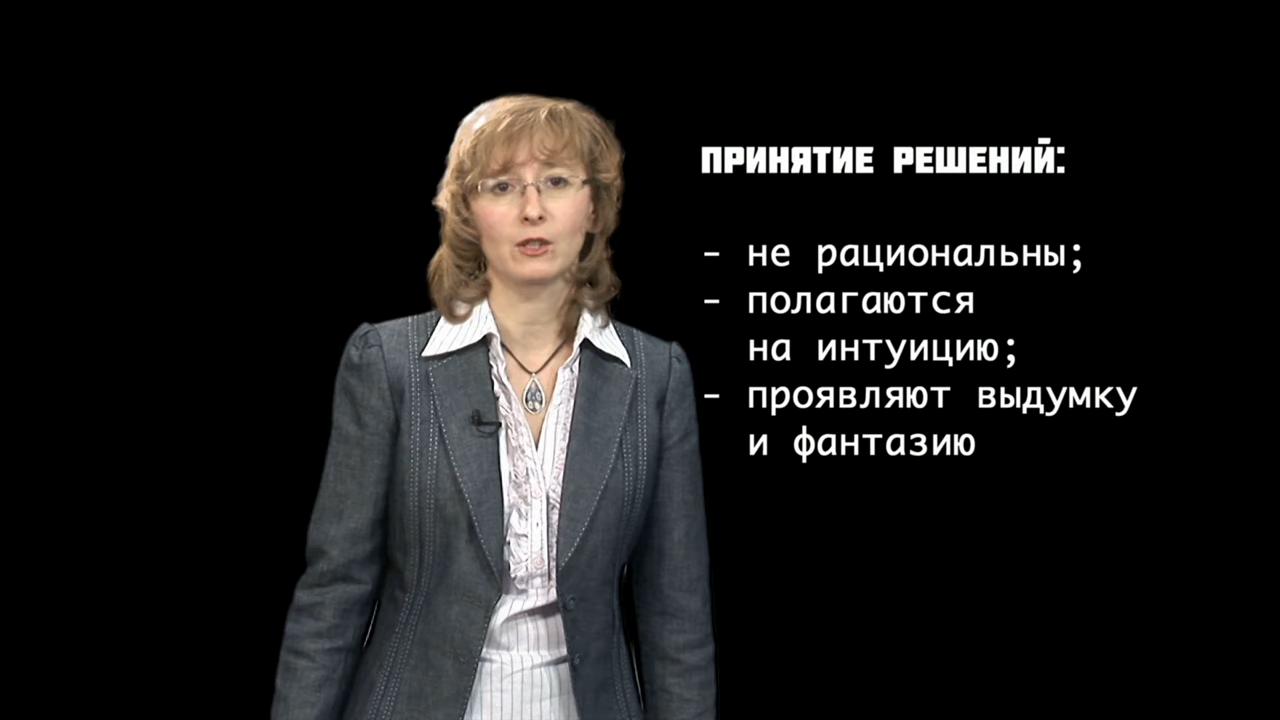 ПРИНЯТИЕ РЕШЕНИЙ:
- не рациональны;
- полагаются
на интуицию;
- проявляют выдумку
и фантазию